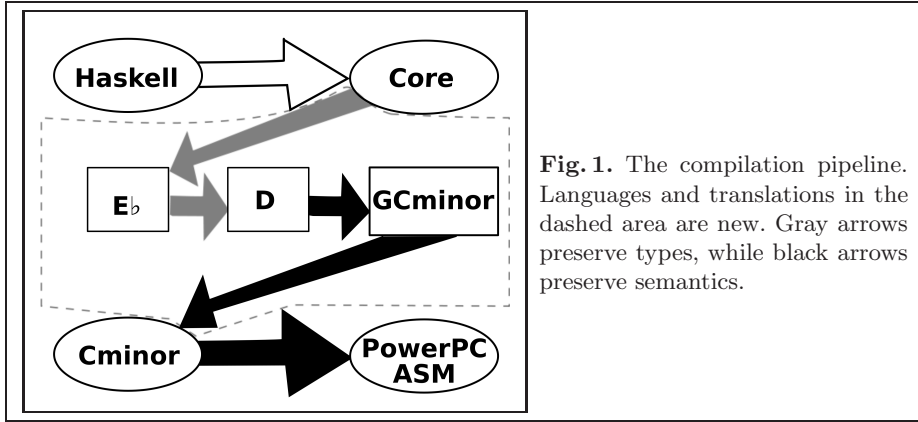 Haskell
Core
E♭
D
GCminor
Cminor
PowerPC
ASM
Fig. 1. The compilation pipeline.
Languages and translations in the
dashed area are new. Gray arrows
preserve types, while black arrows
preserve semantics.